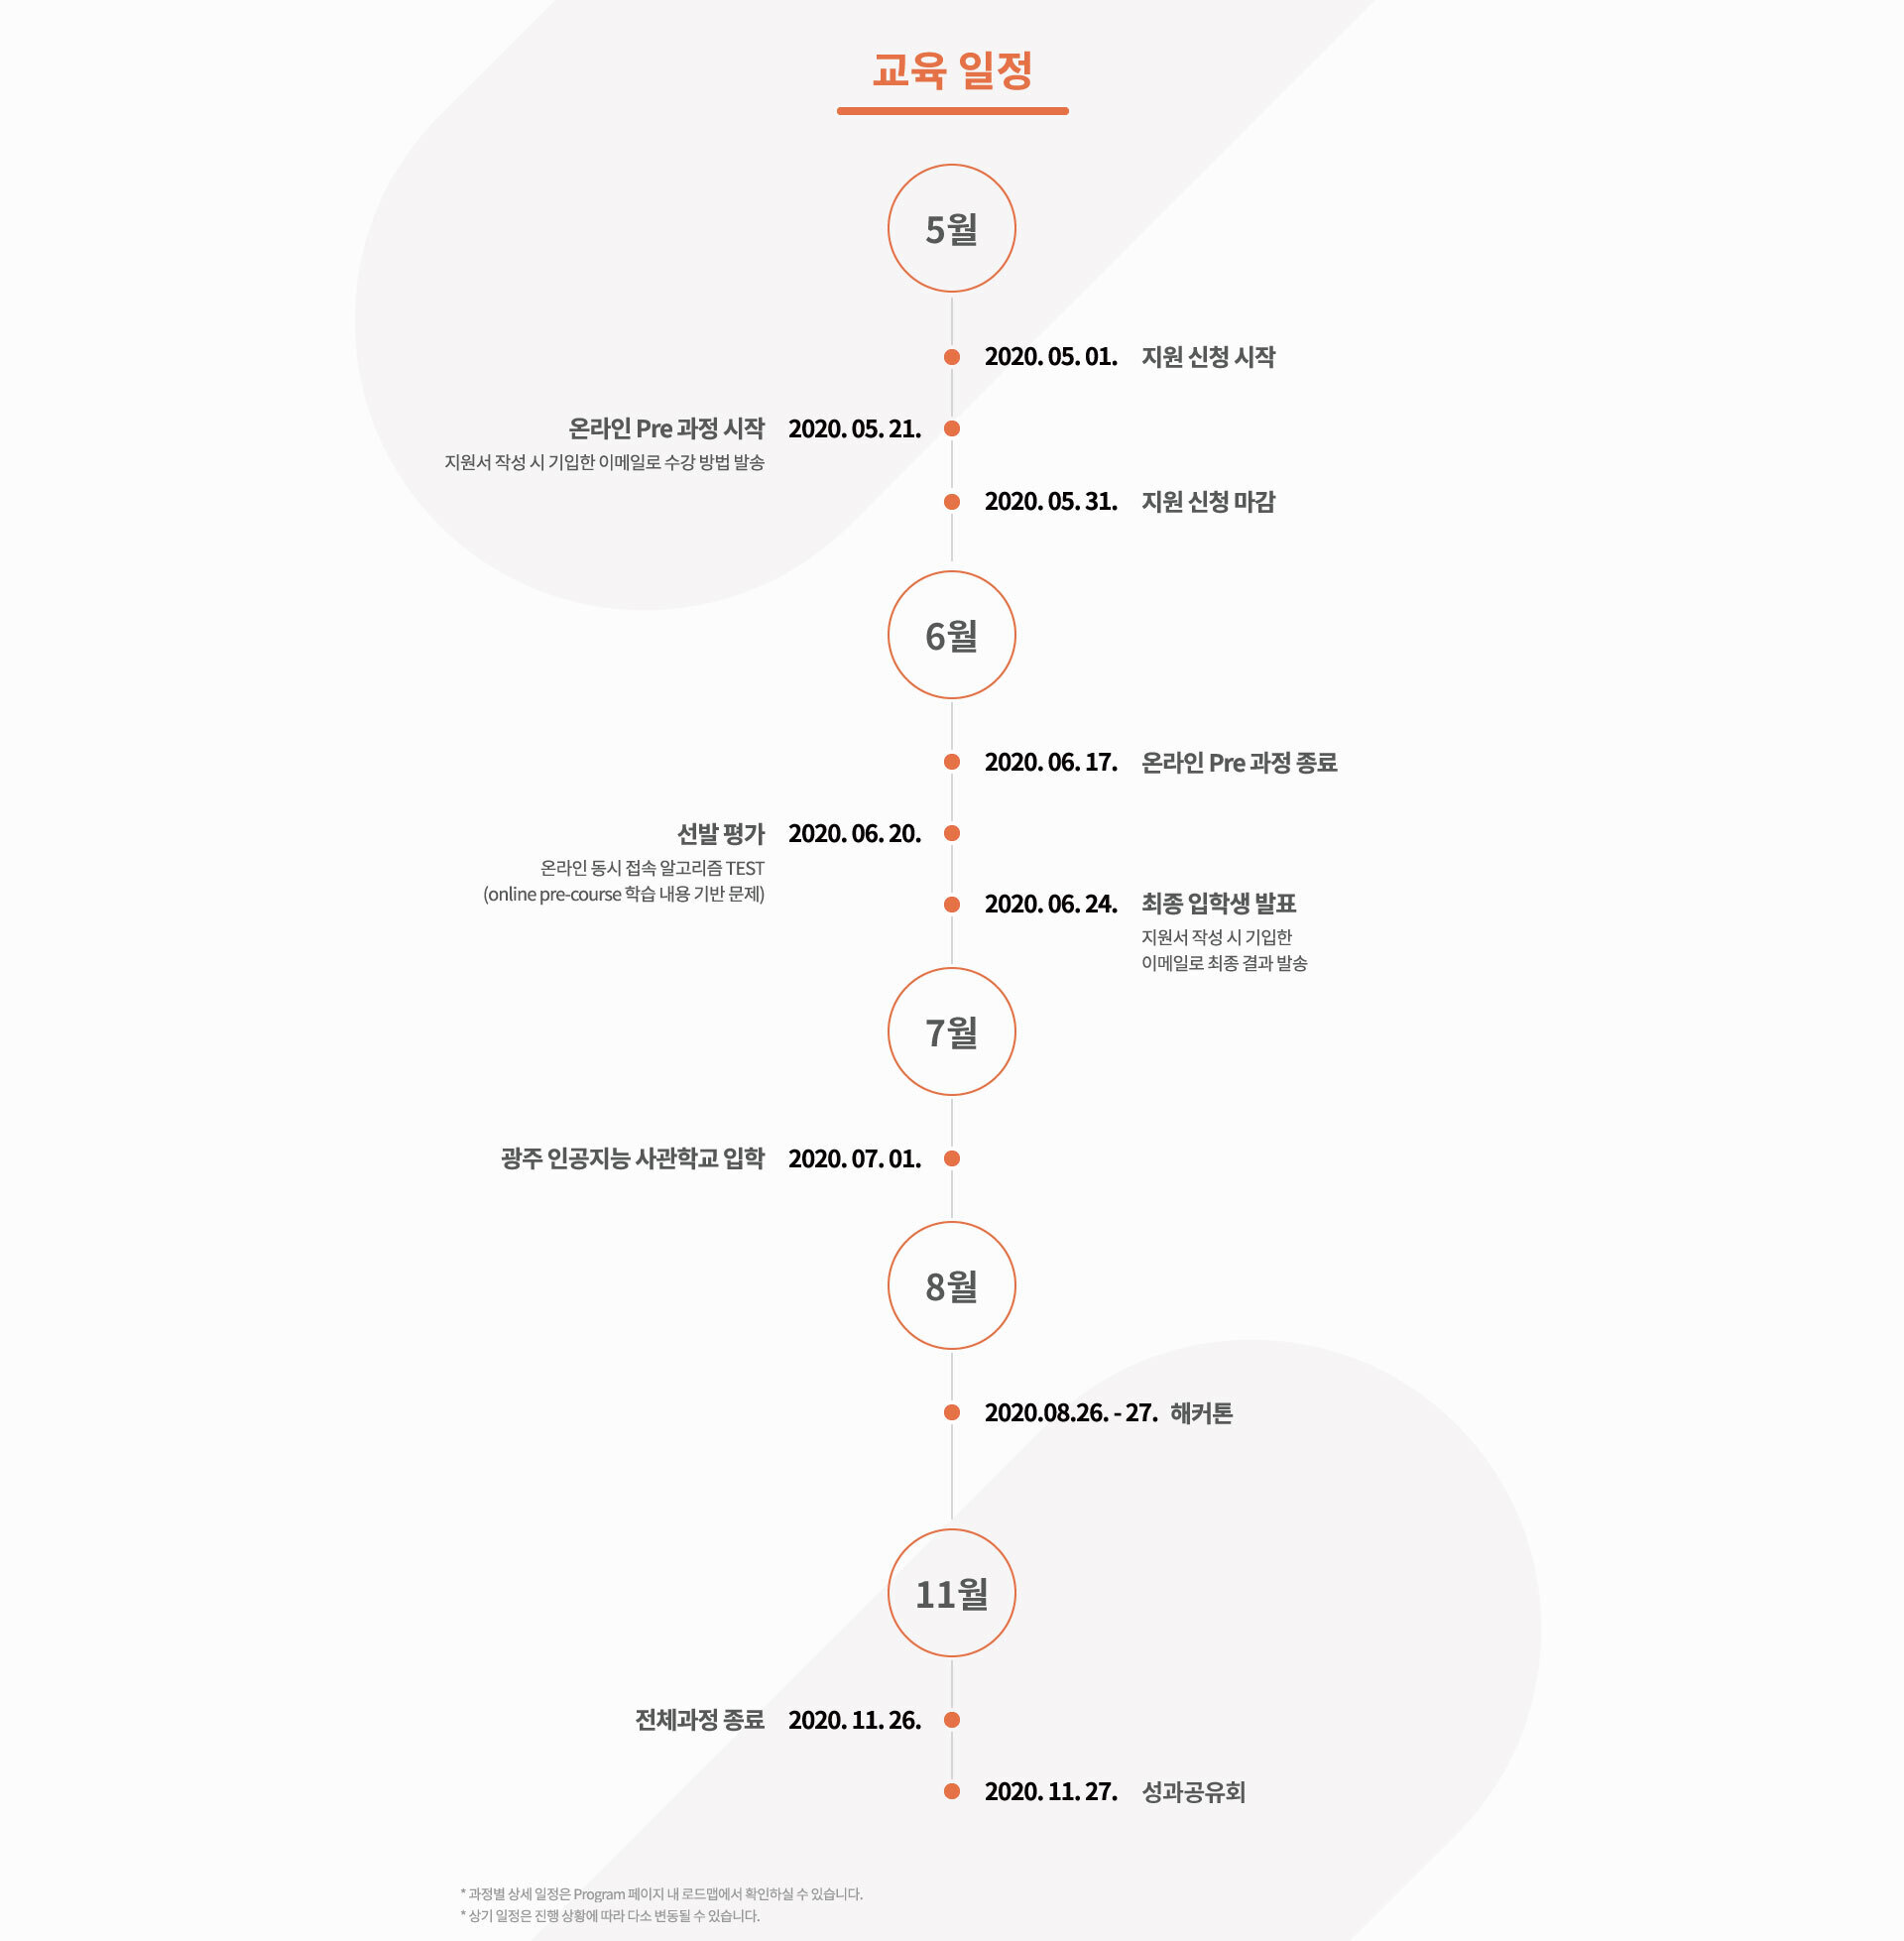 교육 일정
5월
2020. 05. 01. 지원 신청 시작
온라인 Pre 과정 시작 2020. 05. 21.
지원서 작성 시 기입한 이메일로 수강 방법 발송
2020. 05. 31. 지원 신청 마감
6월
2020. 06. 17. 온라인 Pre 과정 종료
선발 평가 2020. 06. 20.
온라인 동시 접속 알고리즘 TEST
(online pre-course 학습 내용 기반 문제)
2020. 06. 24. 최종 입학생 발표
지원서 작성 시 기입한
이메일로 최종 결과 발송
7월
광주 인공지능 사관학교 입학 2020. 07. 01.
8월
2020.08.26. - 27. 해커톤
11월
전체과정 종료 2020. 11. 26.
2020. 11. 27. 성과공유회
* 과정별 상세 일정은 Program 페이지 내 로드맵에서 확인하실 수 있습니다.
* 상기 일정은 진행 상황에 따라 다소 변동될 수 있습니다.